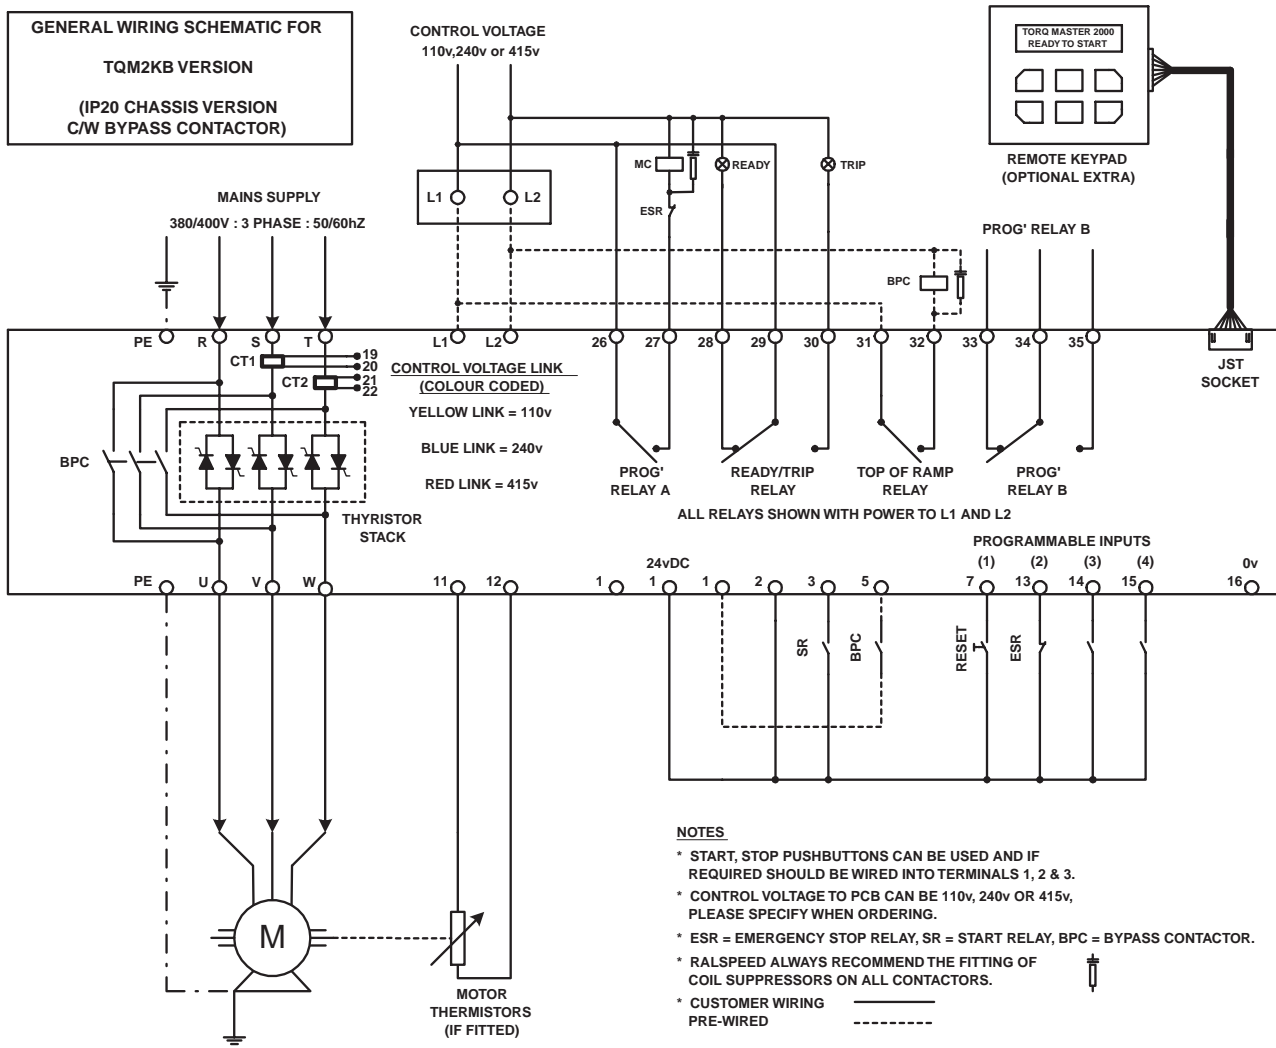 GENERAL WIRING SCHEMATIC FOR
TQM2KB VERSION
(IP20 CHASSIS VERSION
C/W BYPASS CONTACTOR)
CONTROL VOLTAGE
110v,240v or 415v
TORQ MASTER 2000
READY TO START
REMOTE KEYPAD
(OPTIONAL EXTRA)
MC
READY
TRIP
ESR
L1
L2
MAINS SUPPLY
380/400V : 3 PHASE : 50/60hZ
PROG' RELAY B
BPC
PE
R
S
T
L1
L2
26
27
28
29
30
31
32
33
34
35
JST
SOCKET
CT1
19
20
CT2
21
22
CONTROL VOLTAGE LINK
(COLOUR CODED)
YELLOW LINK = 110v
BLUE LINK = 240v
RED LINK = 415v
BPC
THYRISTOR
STACK
PROG'
RELAY A
READY/TRIP
RELAY
TOP OF RAMP
RELAY
PROG'
RELAY B
ALL RELAYS SHOWN WITH POWER TO L1 AND L2
PROGRAMMABLE INPUTS
24vDC
(1)
(2)
(3)
(4)
0v
PE
U
V
W
11
12
1
1
1
2
3
5
7
13
14
15
16
SR
BPC
RESET
ESR
M
MOTOR
THERMISTORS
(IF FITTED)
NOTES
* START, STOP PUSHBUTTONS CAN BE USED AND IF
REQUIRED SHOULD BE WIRED INTO TERMINALS 1, 2 & 3.
* CONTROL VOLTAGE TO PCB CAN BE 110v, 240v OR 415v,
PLEASE SPECIFY WHEN ORDERING.
* ESR = EMERGENCY STOP RELAY, SR = START RELAY, BPC = BYPASS CONTACTOR.
* RALSPEED ALWAYS RECOMMEND THE FITTING OF
COIL SUPPRESSORS ON ALL CONTACTORS.
* CUSTOMER WIRING
PRE-WIRED